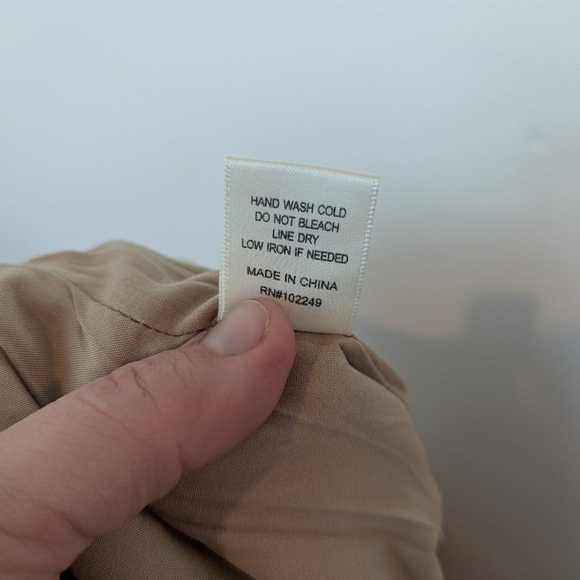 HAND WASH COLD
DO NOT BLEACH
LINE DRY
LOW IRON IF NEEDED
MADE IN CHINA
RN#102249